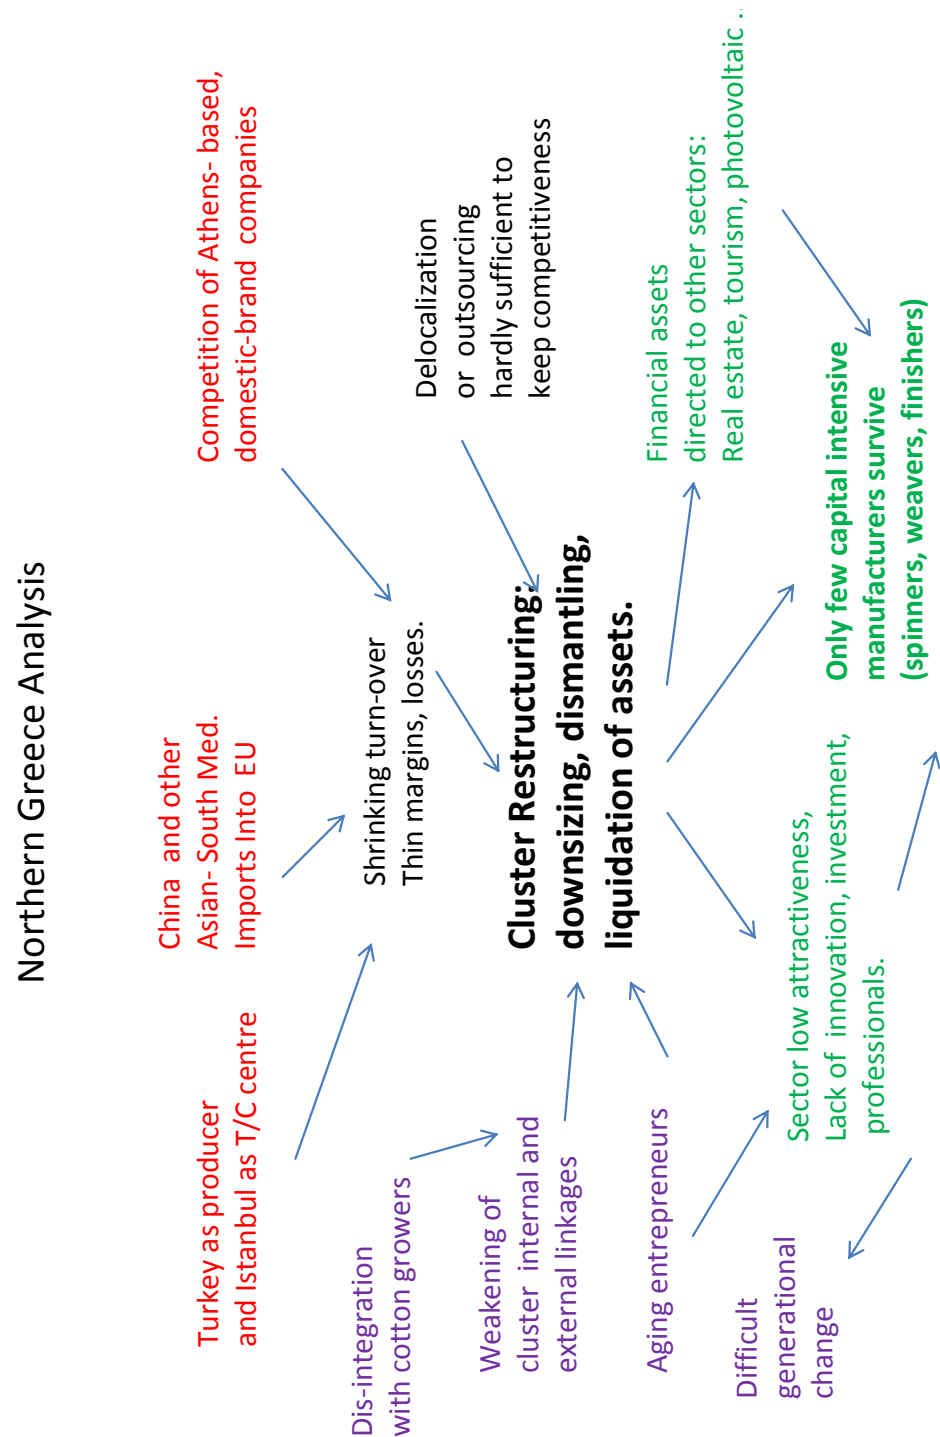 Northern Greece Analysis
Turkey as producer
and Istanbul as T/C centre
China and other
Asian- South Med.
Imports Into EU
Competition of Athens- based,
domestic-brand companies
Dis-integration
with cotton growers
Shrinking turn-over
Thin margins, losses.
Delocalization
or outsourcing
hardly sufficient to
keep competitiveness
Weakening of
cluster internal and
external linkages
Cluster Restructuring:
downsizing, dismantling,
liquidation of assets.
Aging entrepreneurs
Financial assets
directed to other sectors:
Real estate, tourism, photovoltaic ..
Difficult
generational
change
Sector low attractiveness,
Lack of innovation, investment,
professionals.
Only few capital intensive
manufacturers survive
(spinners, weavers, finishers)